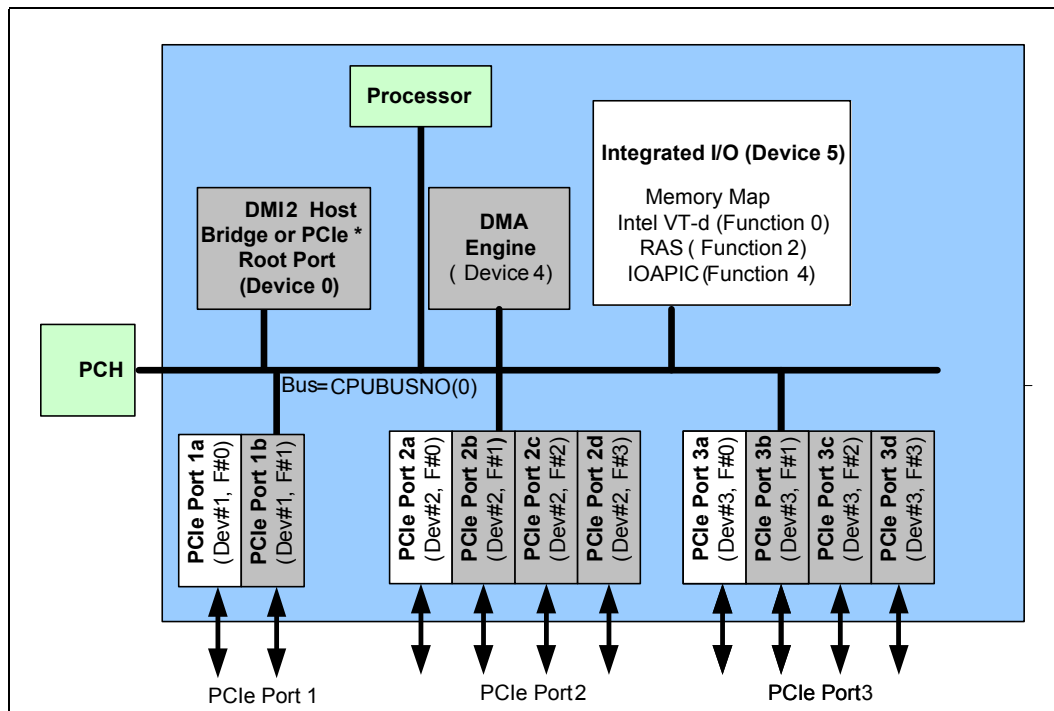 Processor
Integrated I/O (Device 5)
Memory Map
Intel VT-d (Function 0)
RAS ( Function 2)
IOAPIC (Function 4)
DMI2 Host
Bridge or PCIe *
Root Port
(Device 0)
DMA
Engine
( Device 4)
PCH
Bus= CPUBUSNO(0)
PCIe Port 1a
(Dev#1, F#0)
PCIe Port 1b
(Dev#1, F#1)
PCIe Port 2a
(Dev#2, F#0)
PCIe Port 2b
(Dev#2, F#1)
PCIe Port 2c
(Dev#2, F#2)
PCIe Port 2d
(Dev#2, F#3)
PCIe Port 3a
(Dev#3, F#0)
PCIe Port 3b
(Dev#3, F#1)
PCIe Port 3c
(Dev#3, F#2)
PCIe Port 3d
(Dev#3, F#3)
PCIe Port 1
PCIe Port2
PCIe Port3